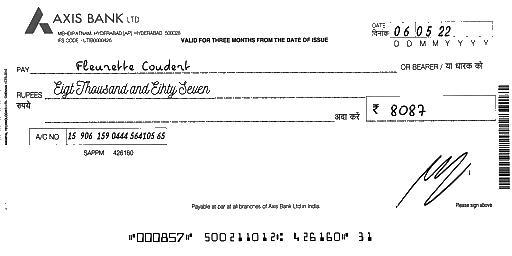 AXIS BANK LTD
MEHDIPATNAM, HYDERABAD (AP) HYDERABAD 500028
IFS CODE - UTIB0000426
VALID FOR THREE MONTHS FROM THE DATE OF ISSUE
DATE
दिनांक 06 05 22
D D M M Y Y Y Y
PAY Fleurette Coudent OR BEARER / या धारक को
RUPEES Eigt Thousand and Eihty Seven
रुपये अदा करें ₹ 8087
A/C NO 15 906 159 0444 564105 65
SAPPM 426160
Payable at par at all branches of Axis Bank Ltd in India.
Please sign above
⑈000857⑈ 500211012⑆ 426160⑈ 31